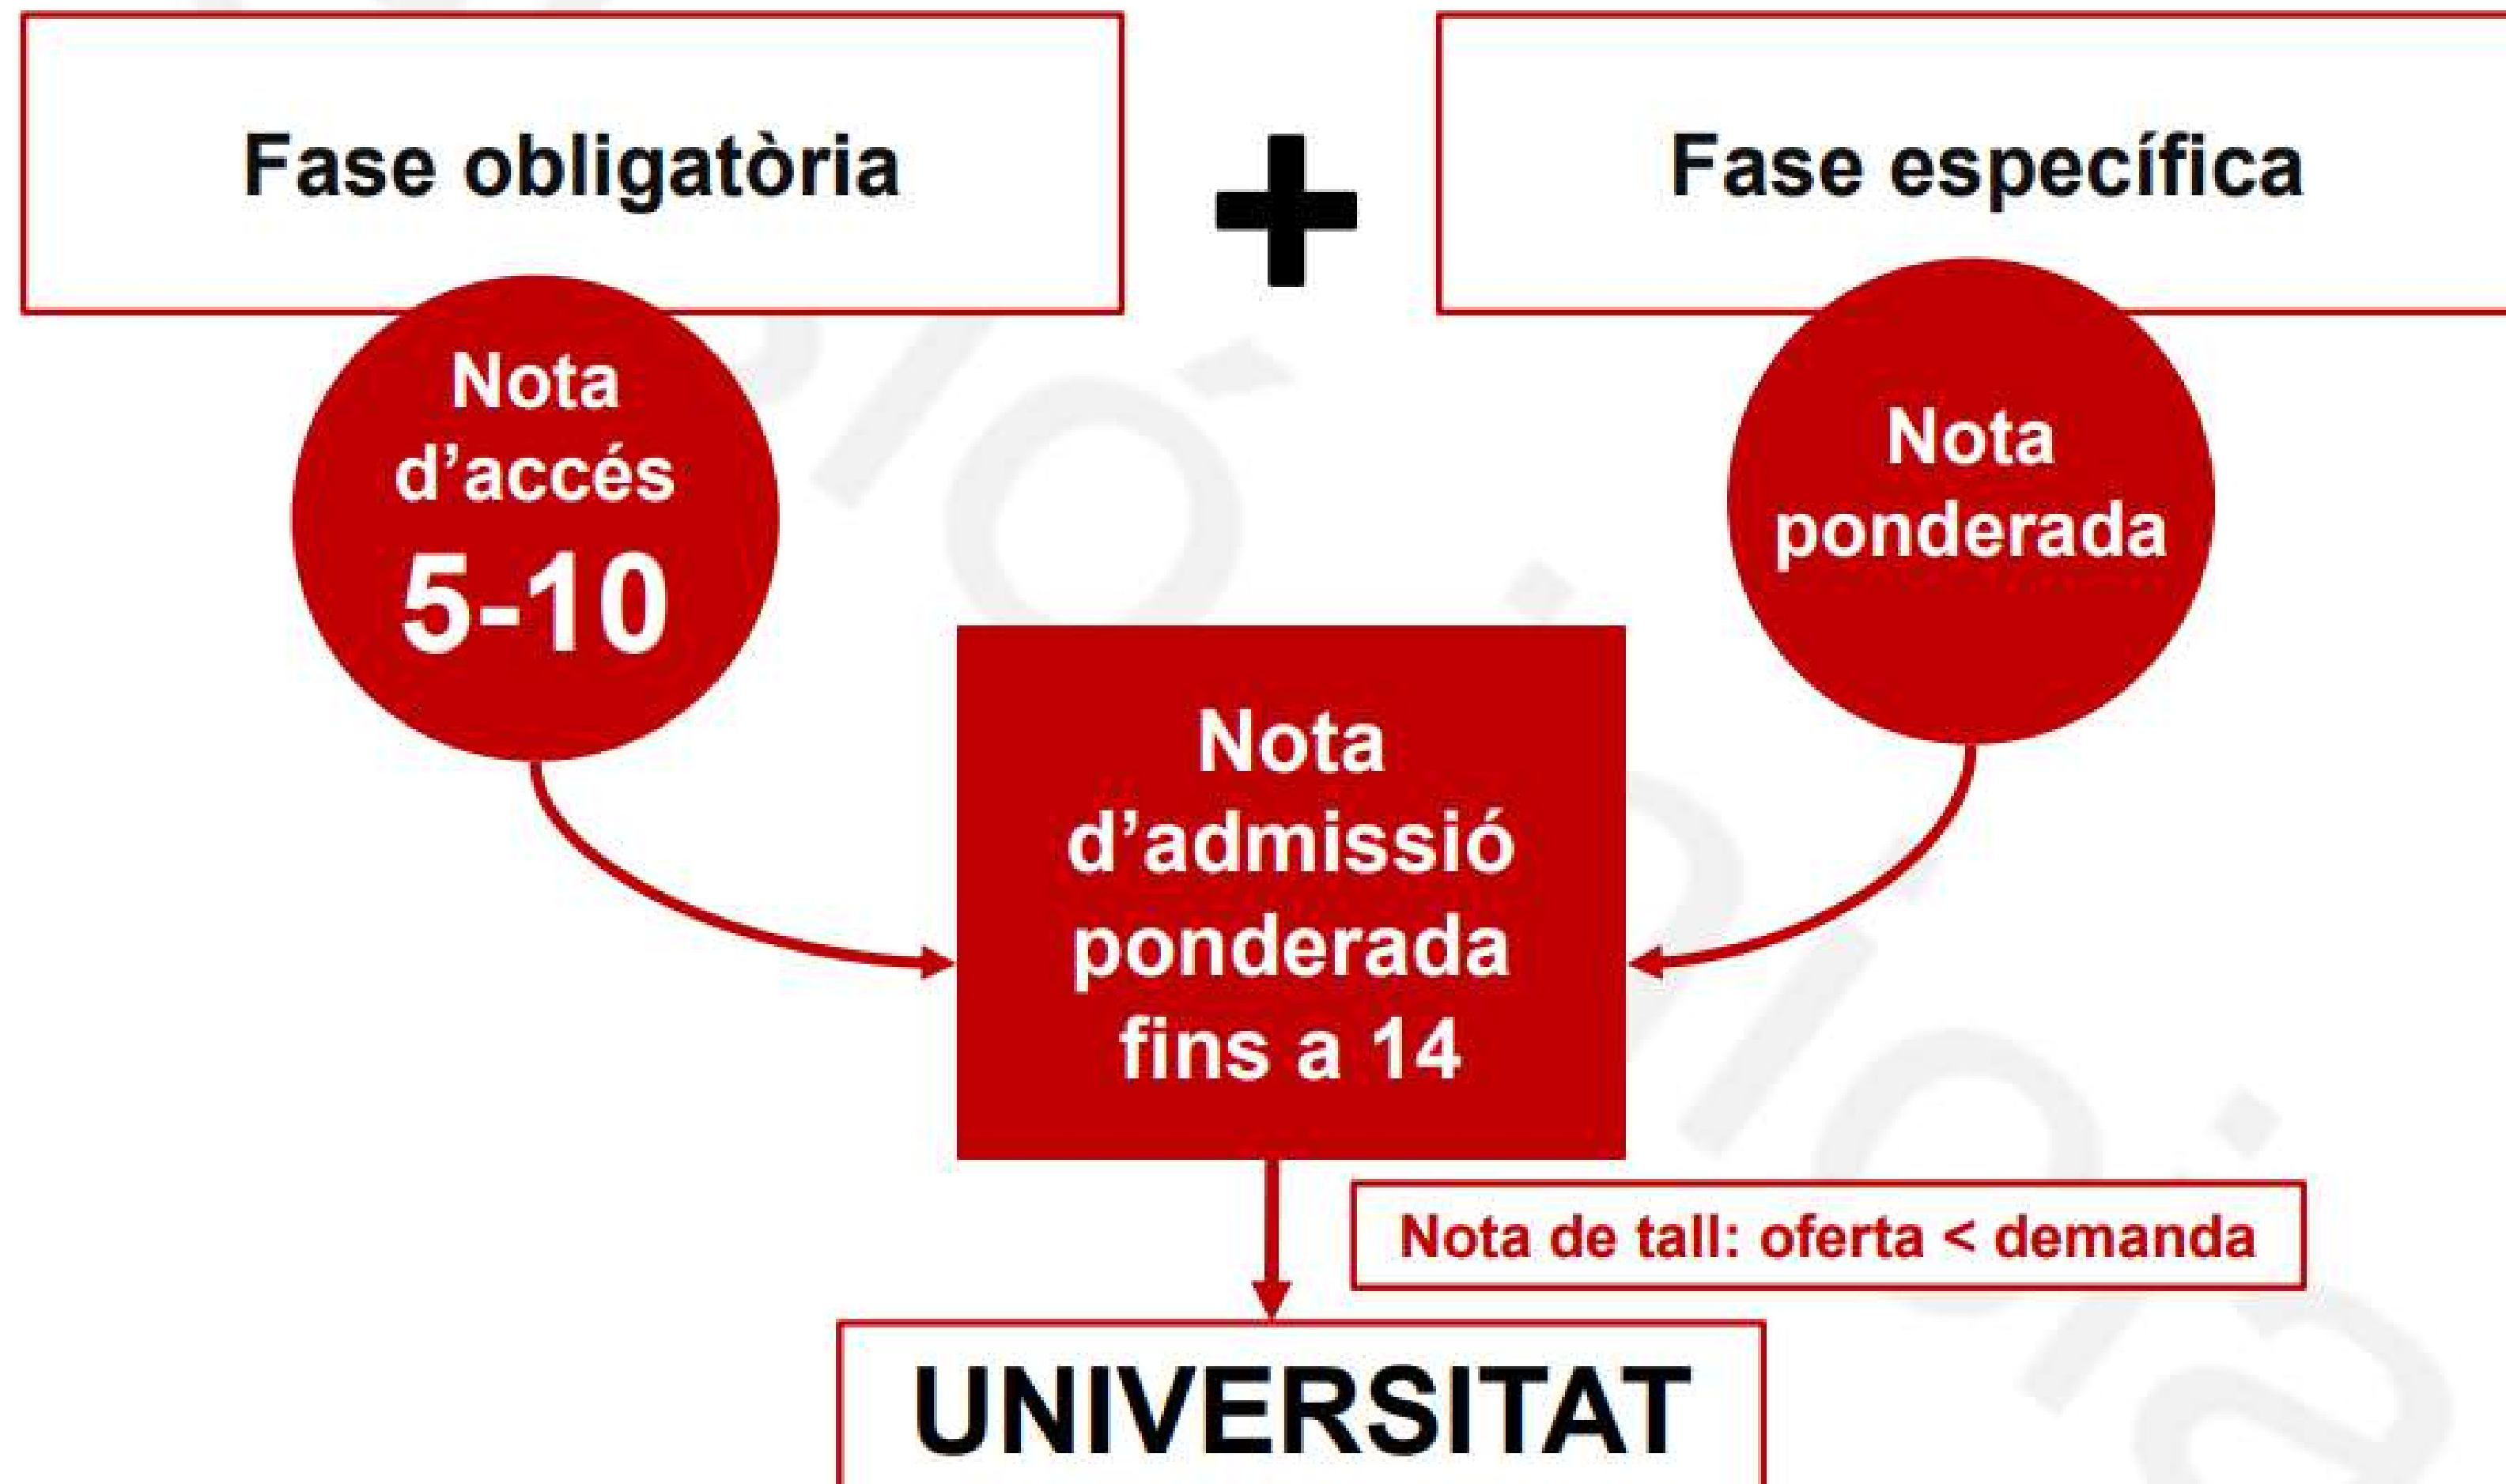 Fase obligatòria
+
Fase específica
Nota
d’accés
5-10
Nota
ponderada
Nota
d’admissió
ponderada
fins a 14
Nota de tall: oferta < demanda
UNIVERSITAT